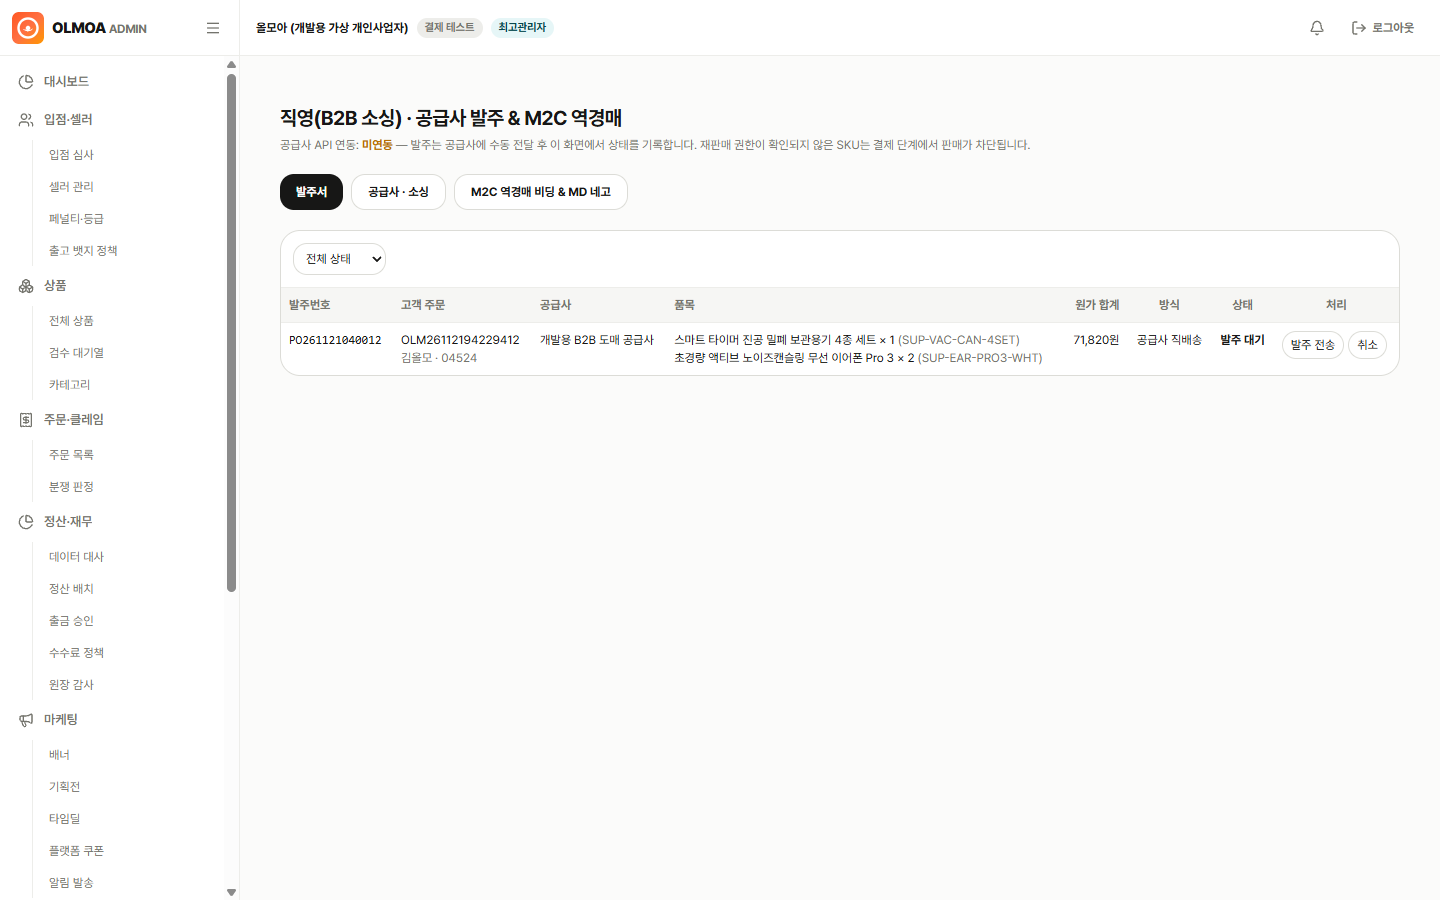 OLMOA ADMIN
올모아 (개발용 가상 개인사업자) 결제 테스트 최고관리자
로그아웃
대시보드
입점·셀러
입점 심사
셀러 관리
페널티·등급
출고 뱃지 정책
상품
전체 상품
검수 대기열
카테고리
주문·클레임
주문 목록
분쟁 판정
정산·재무
데이터 대사
정산 배치
출금 승인
수수료 정책
원장 감사
마케팅
배너
기획전
타임딜
플랫폼 쿠폰
알림 발송
직영(B2B 소싱) · 공급사 발주 & M2C 역경매
공급사 API 연동: 미연동 — 발주는 공급사에 수동 전달 후 이 화면에서 상태를 기록합니다. 재판매 권한이 확인되지 않은 SKU는 결제 단계에서 판매가 차단됩니다.
발주서 공급사 · 소싱 M2C 역경매 비딩 & MD 네고
전체 상태
발주번호 고객 주문 공급사 품목 원가 합계 방식 상태 처리
PO261121040012 OLM26112194229412 개발용 B2B 도매 공급사 스마트 타이머 진공 밀폐 보관용기 4종 세트 × 1 (SUP-VAC-CAN-4SET) 71,820원 공급사 직배송 발주 대기 발주 전송 취소
김올모 · 04524 초경량 액티브 노이즈캔슬링 무선 이어폰 Pro 3 × 2 (SUP-EAR-PRO3-WHT)